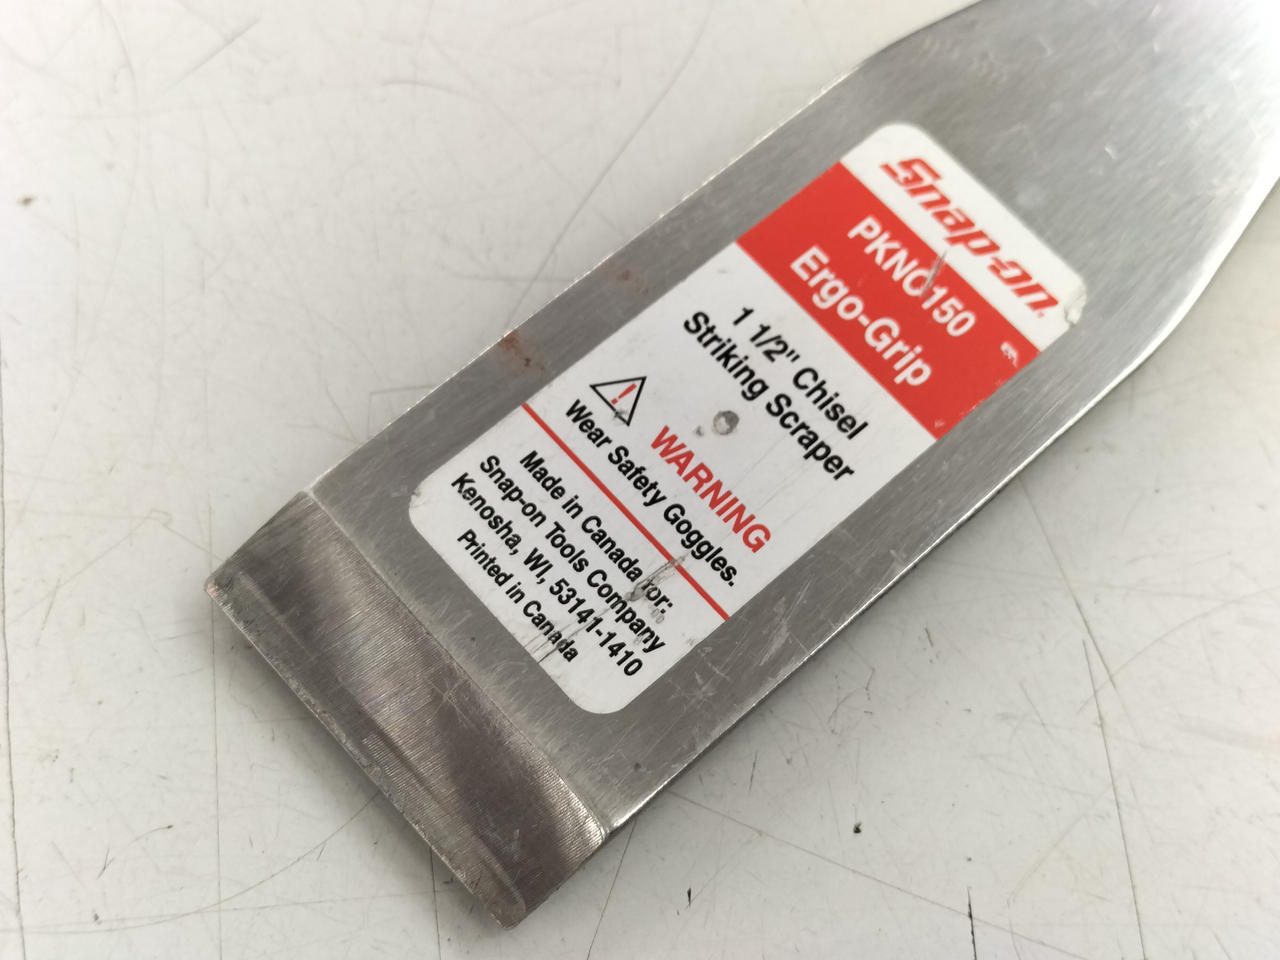 Snap-on
PKNC150
Ergo-Grip
1 1/2" Chisel
Striking Scraper
! WARNING
Wear Safety Goggles.
Made in Canada for:
Snap-on Tools Company
Kenosha, WI, 53141-1410
Printed in Canada